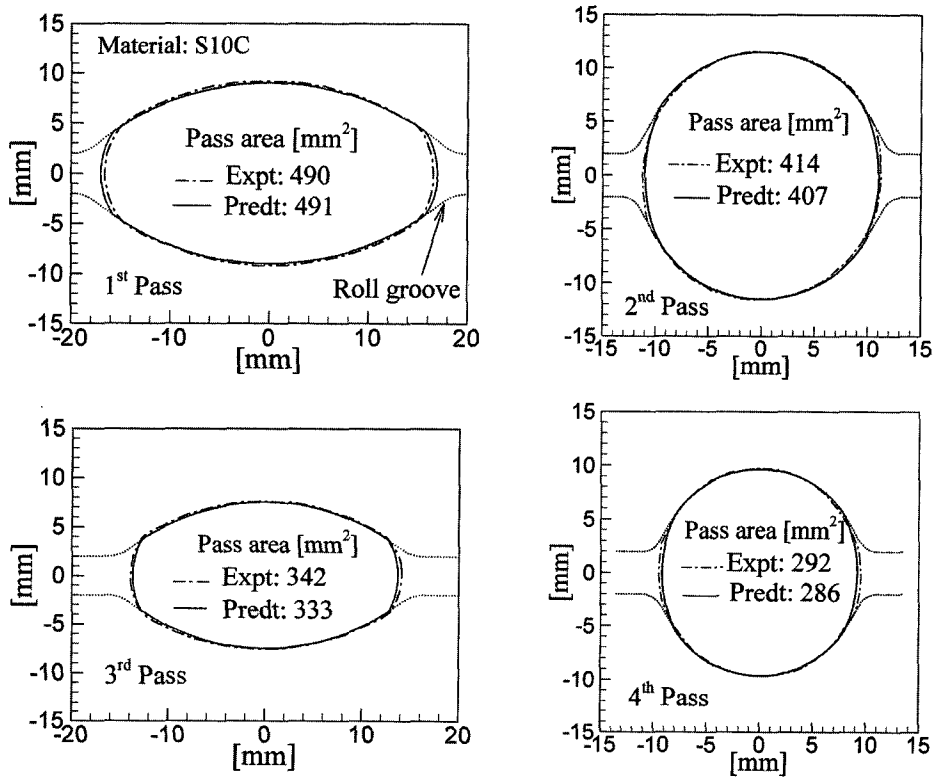 15
10
5
0
-5
-10
-15
[mm]
Material: S10C
Pass area [mm²]
Expt: 490
Predt: 491
1st Pass
Roll groove
-20 -10 0 10 20
[mm]
15
10
5
0
-5
-10
-15
[mm]
Pass area [mm²]
Expt: 414
Predt: 407
2nd Pass
-15 -10 -5 0 5 10 15
[mm]
15
10
5
0
-5
-10
-15
[mm]
Pass area [mm²]
Expt: 342
Predt: 333
3rd Pass
-20 -10 0 10 20
[mm]
15
10
5
0
-5
-10
-15
[mm]
Pass area [mm²]
Expt: 292
Predt: 286
4th Pass
-15 -10 -5 0 5 10 15
[mm]